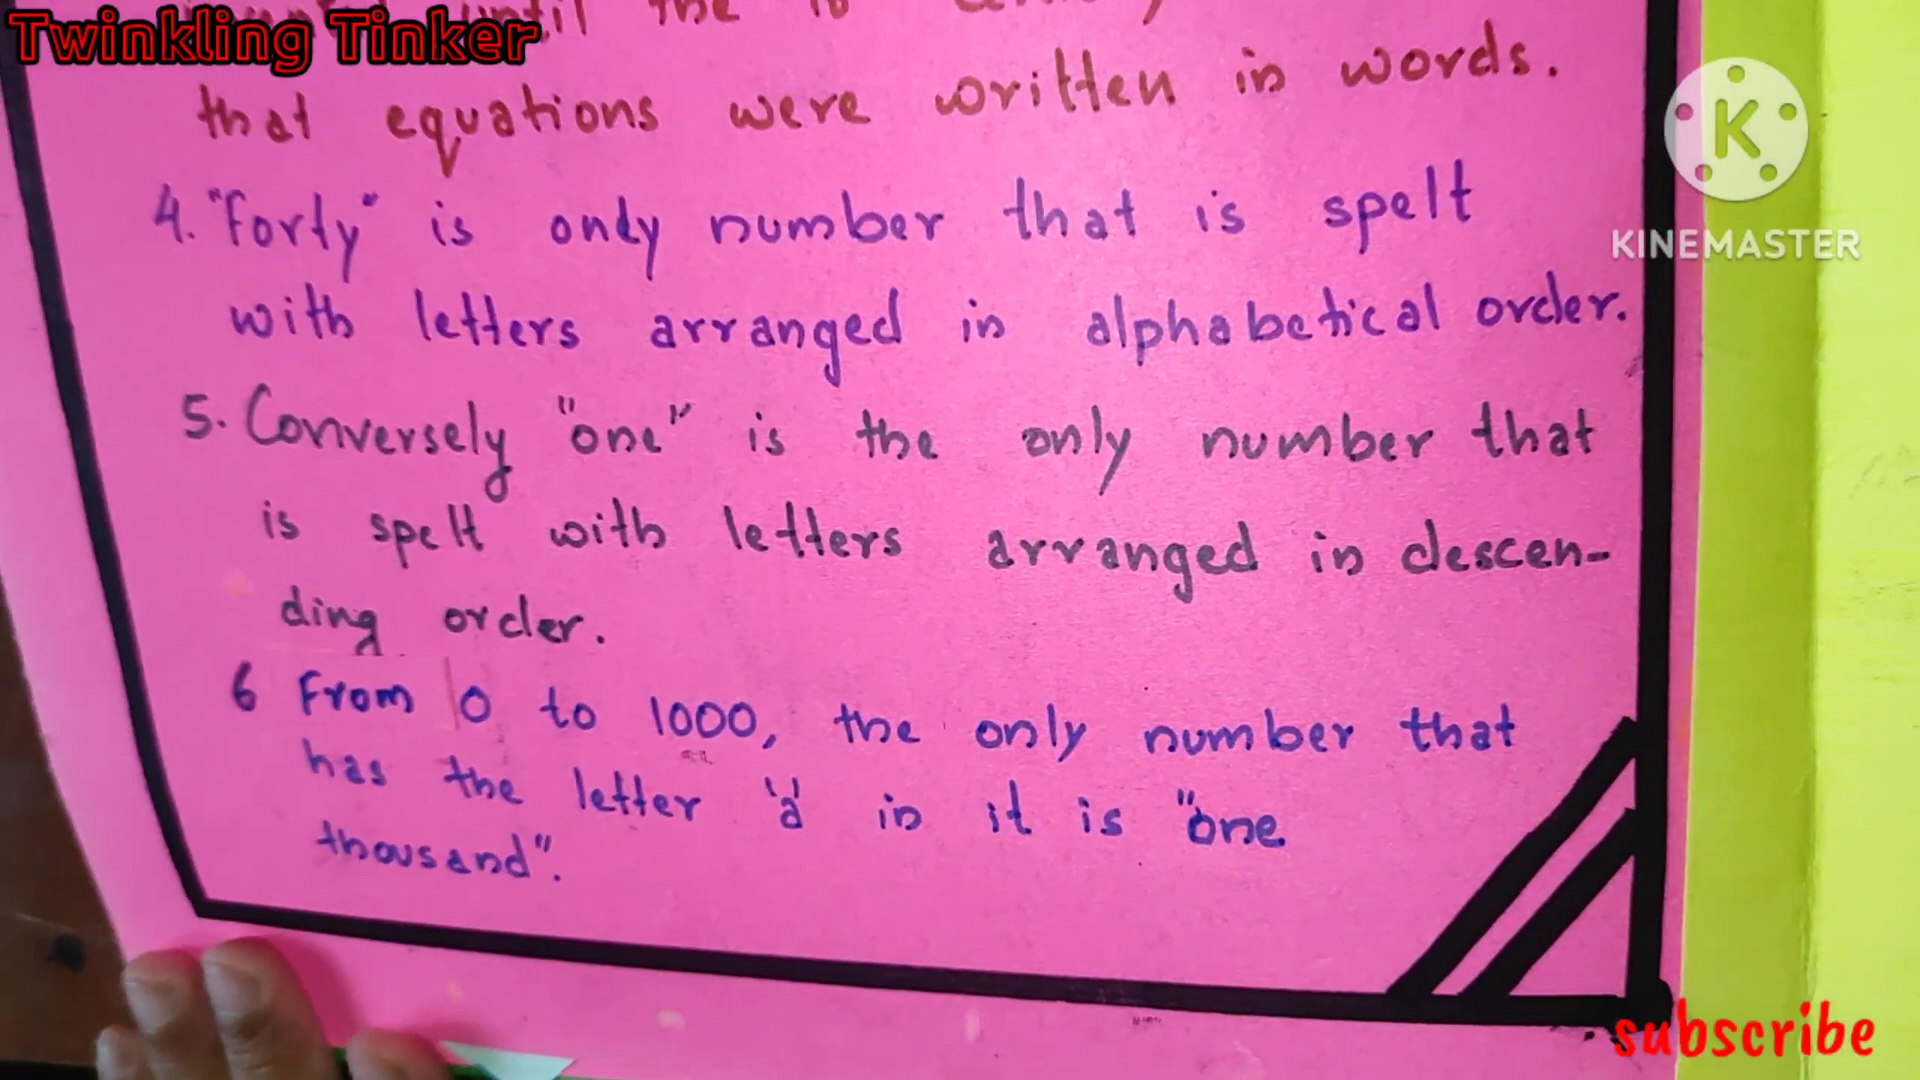 Twinkling Tinker
until the 16
that equations were written in words.
4. "Forty" is only number that is spelt
with letters arranged in alphabetical order.
5. Conversely "one" is the only number that
is spelt with letters arranged in descen-
ding order.
6 From 0 to 1000, the only number that
has the letter 'a' in it is "one
thousand".
K
KINEMASTER
subscribe